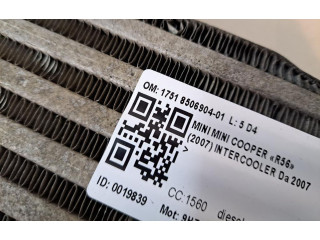 OM: 1751 8506904-01 L: 5 D4
MINI MINI COOPER «R56»
(2007) INTERCOOLER Da 2007
ID: 0019839
CC:1560 diesel
Mot: